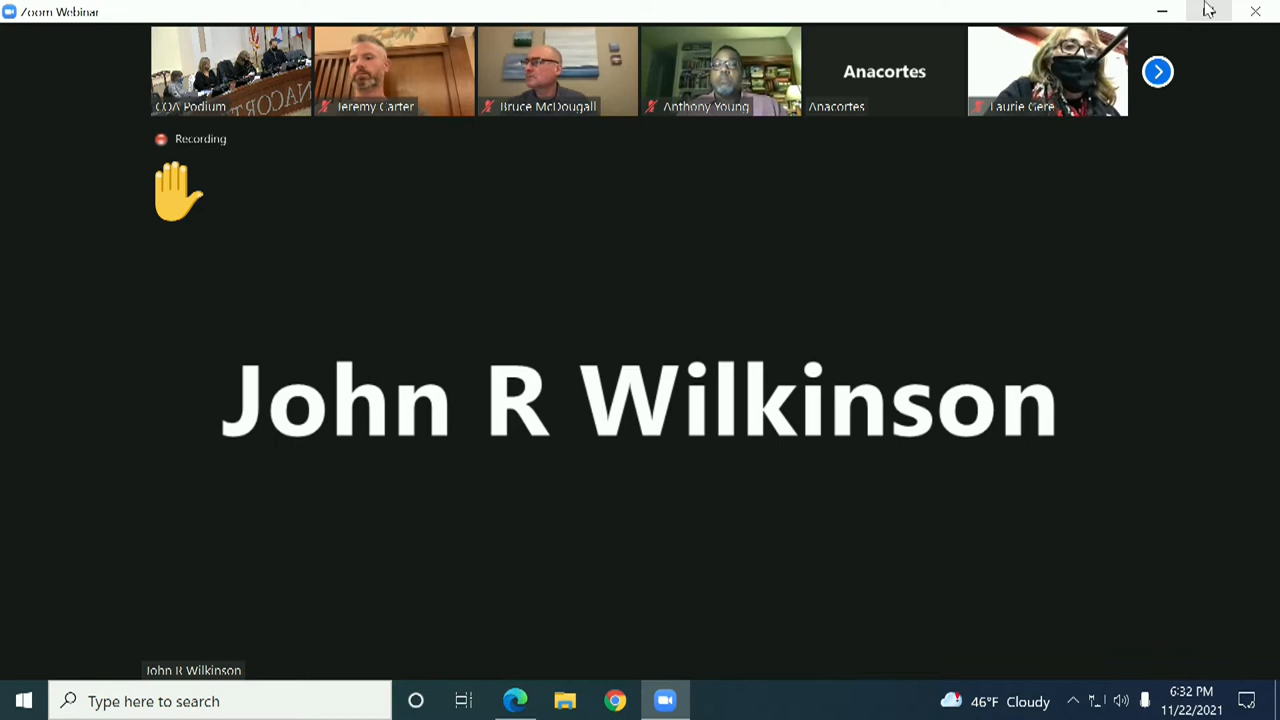 Zoom Webinar
COA Podium
Jeremy Carter
Bruce McDougall
Anthony Young
Anacortes
Anacortes
Laurie Gere
Recording
John R Wilkinson
John R Wilkinson
Type here to search
46°F Cloudy
6:32 PM
11/22/2021